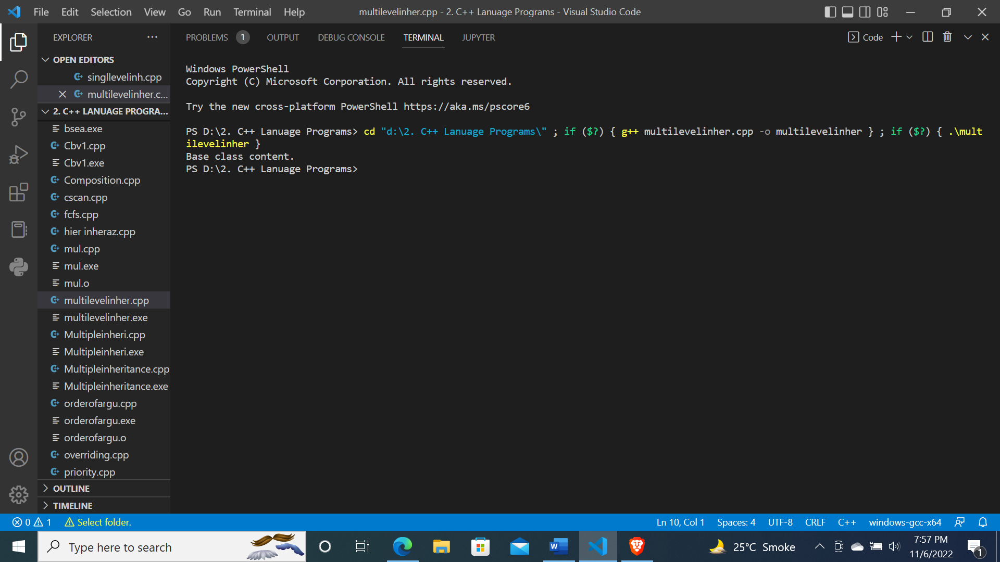 File Edit Selection View Go Run Terminal Help
multilevelinher.cpp - 2. C++ Lanuage Programs - Visual Studio Code
EXPLORER
OPEN EDITORS
singllevelinh.cpp
multilevelinher.c...
2. C++ LANUAGE PROGRA...
bsea.exe
Cbv1.cpp
Cbv1.exe
Composition.cpp
cscan.cpp
fcfs.cpp
hier inheraz.cpp
mul.cpp
mul.exe
mul.o
multilevelinher.cpp
multilevelinher.exe
Multipleinheri.cpp
Multipleinheri.exe
Multipleinheritance.cpp
Multipleinheritance.exe
orderofargu.cpp
orderofargu.exe
orderofargu.o
overriding.cpp
priority.cpp
OUTLINE
TIMELINE
PROBLEMS 1 OUTPUT DEBUG CONSOLE TERMINAL JUPYTER
Code
Windows PowerShell
Copyright (C) Microsoft Corporation. All rights reserved.
Try the new cross-platform PowerShell https://aka.ms/pscore6
PS D:\2. C++ Lanuage Programs> cd "d:\2. C++ Lanuage Programs\" ; if ($?) { g++ multilevelinher.cpp -o multilevelinher } ; if ($?) { .\mult
ilevelinher }
Base class content.
PS D:\2. C++ Lanuage Programs>
0 1 Select folder.
Ln 10, Col 1 Spaces: 4 UTF-8 CRLF C++ windows-gcc-x64
Type here to search
25°C Smoke
7:57 PM
11/6/2022
1